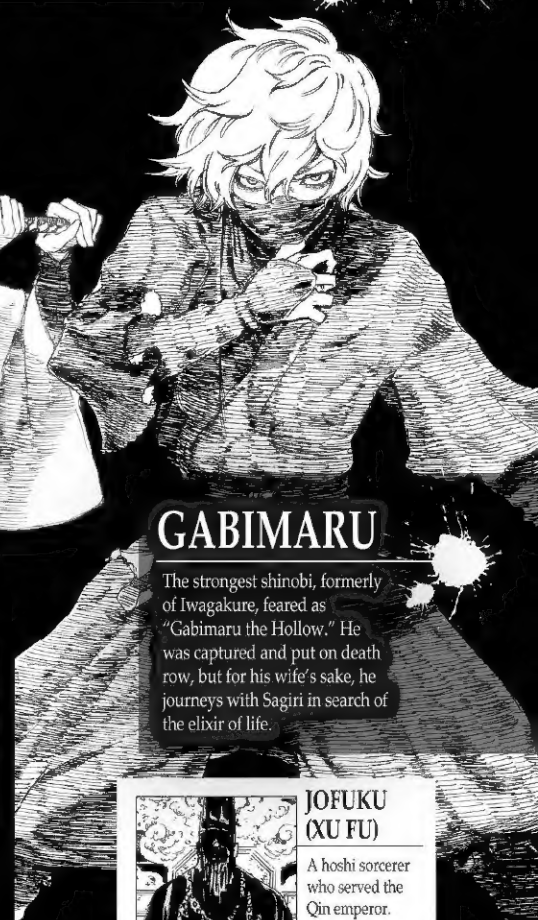 GABIMARU
The strongest shinobi, formerly
of Iwagakure, feared as
“Gabimaru the Hollow.” He
was captured and put on death
row, but for his wife’s sake, he
journeys with Sagiri in search of
the elixir of life.
JOFUKU
(XU FU)
A hoshi sorcerer
who served the
Qin emperor.